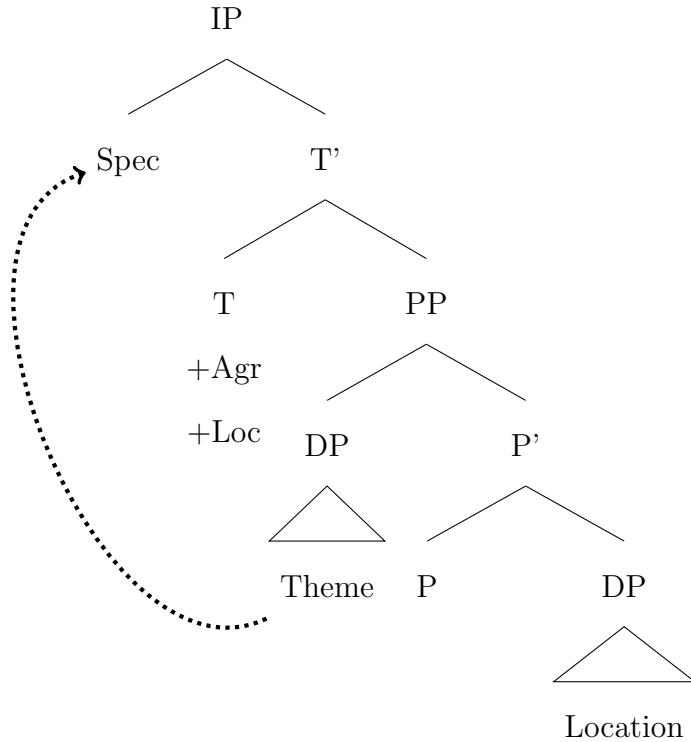 IP
Spec T'
T PP
+Agr
+Loc DP P'
Theme P DP
Location